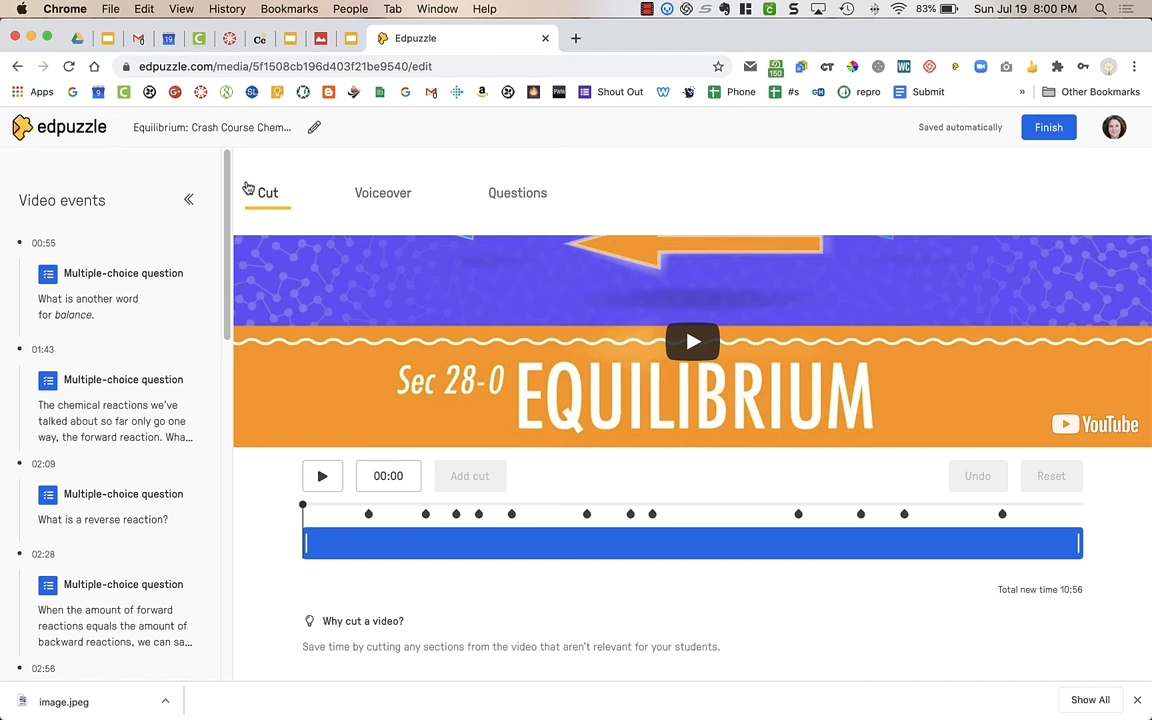 Chrome File Edit View History Bookmarks People Tab Window Help 83% Sun Jul 19 8:00 PM
Edpuzzle
edpuzzle.com/media/5f1508cb196d403f21be9540/edit
Apps Shout Out Phone #s repro Submit » Other Bookmarks
edpuzzle Equilibrium: Crash Course Chem... Saved automatically Finish
Video events
Cut Voiceover Questions
00:55
Multiple-choice question
What is another word
for balance.
01:43
Multiple-choice question
The chemical reactions we've
talked about so far only go one
way, the forward reaction. Wha...
02:09
Multiple-choice question
What is a reverse reaction?
02:28
Multiple-choice question
When the amount of forward
reactions equals the amount of
backward reactions, we can sa...
02:56
Sec 28-0 EQUILIBRIUM
YouTube
00:00 Add cut Undo Reset
Total new time 10:56
Why cut a video?
Save time by cutting any sections from the video that aren't relevant for your students.
image.jpeg Show All